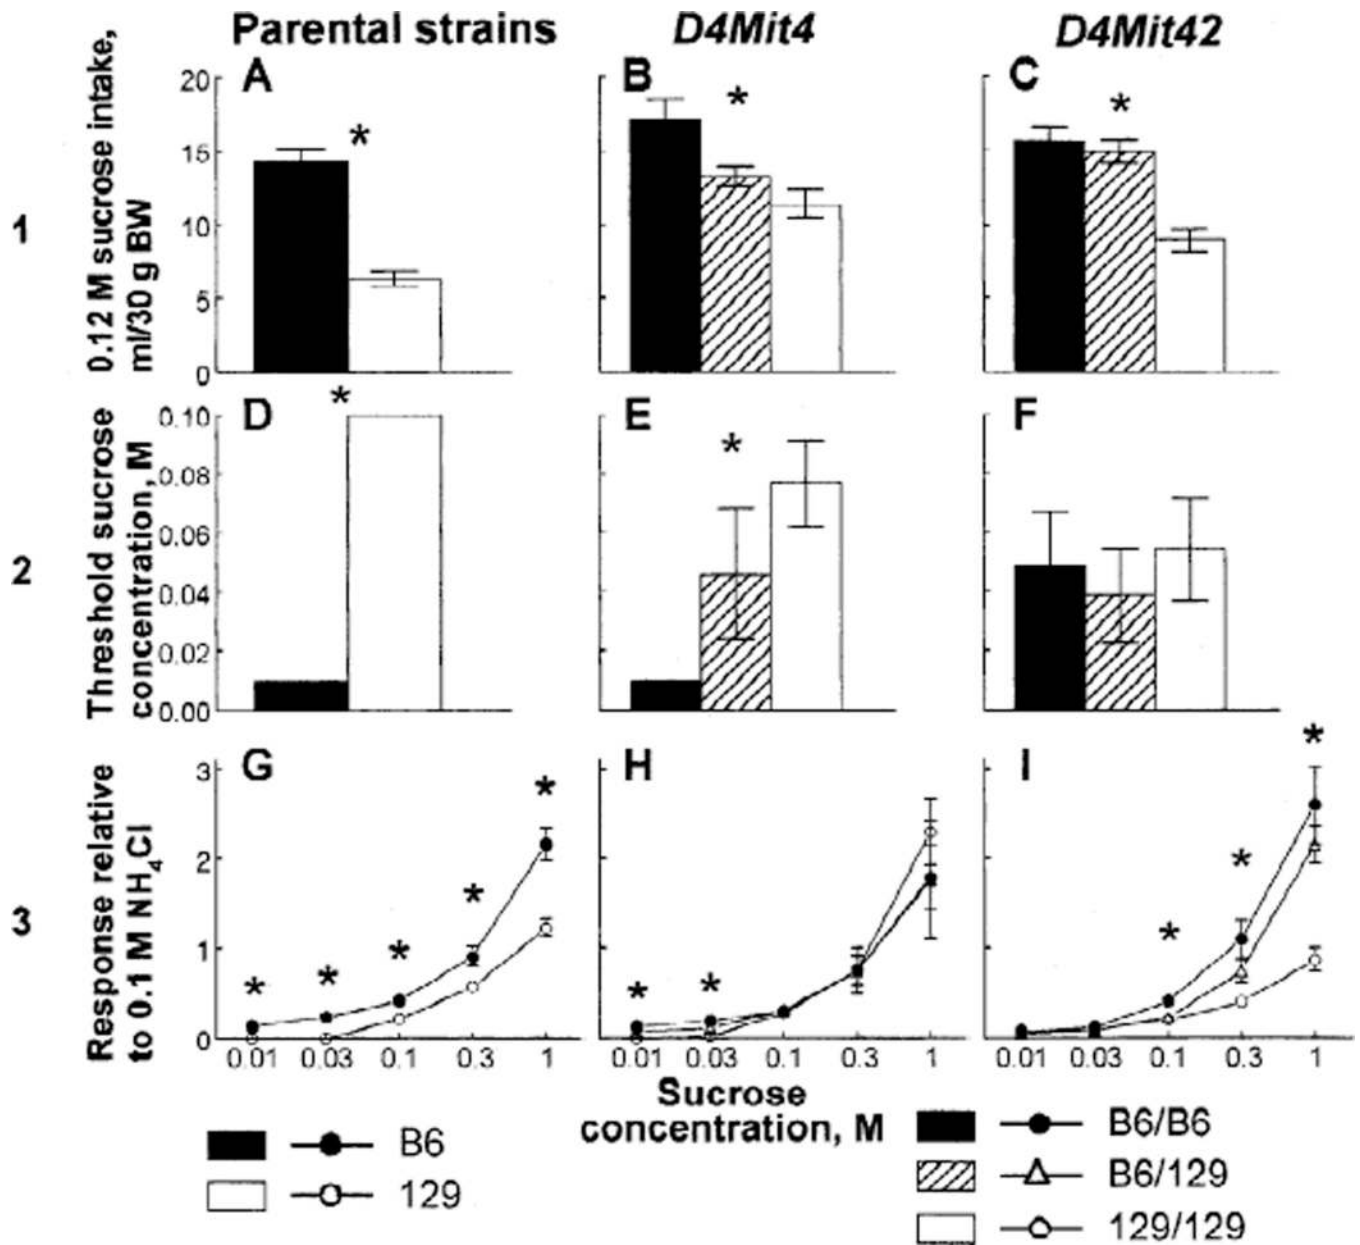 Parental strains D4Mit4 D4Mit42
1
0.12 M sucrose intake,
ml/30 g BW
20
15
10
5
0
A
*
B
*
C
*
2
Threshold sucrose
concentration, M
0.10
0.08
0.06
0.04
0.02
0.00
D
*
E
*
F
3
Response relative
to 0.1 M NH₄Cl
3
2
1
0
G
* * * * *
H
* *
I
* * *
0.01 0.03 0.1 0.3 1
0.01 0.03 0.1 0.3 1
0.01 0.03 0.1 0.3 1
Sucrose
concentration, M
B6
129
B6/B6
B6/129
129/129